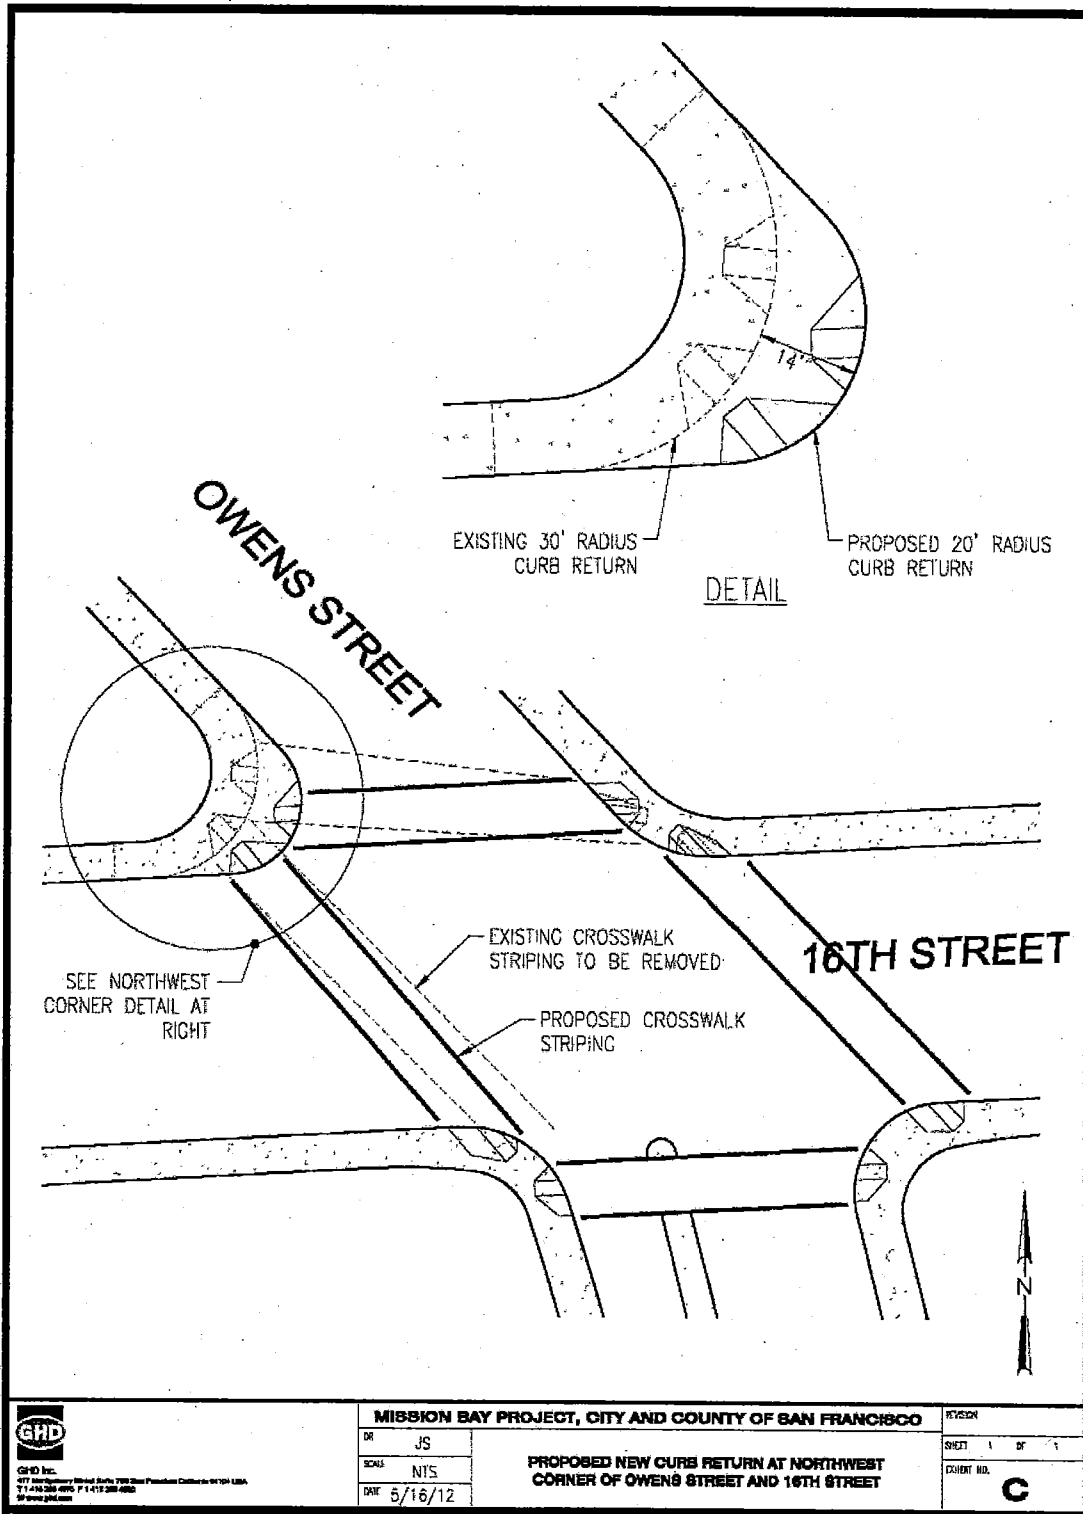 14'
EXISTING 30' RADIUS
CURB RETURN
PROPOSED 20' RADIUS
CURB RETURN
DETAIL
OWENS STREET
EXISTING CROSSWALK
STRIPING TO BE REMOVED
16TH STREET
SEE NORTHWEST
CORNER DETAIL AT
RIGHT
PROPOSED CROSSWALK
STRIPING
N
GHD
GHD Inc.
MISSION BAY PROJECT, CITY AND COUNTY OF SAN FRANCISCO
DR JS
SCALE NTS
DATE 5/16/12
PROPOSED NEW CURB RETURN AT NORTHWEST
CORNER OF OWENS STREET AND 16TH STREET
REVISION
SHEET 1 OF 1
EXHIBIT NO.
C